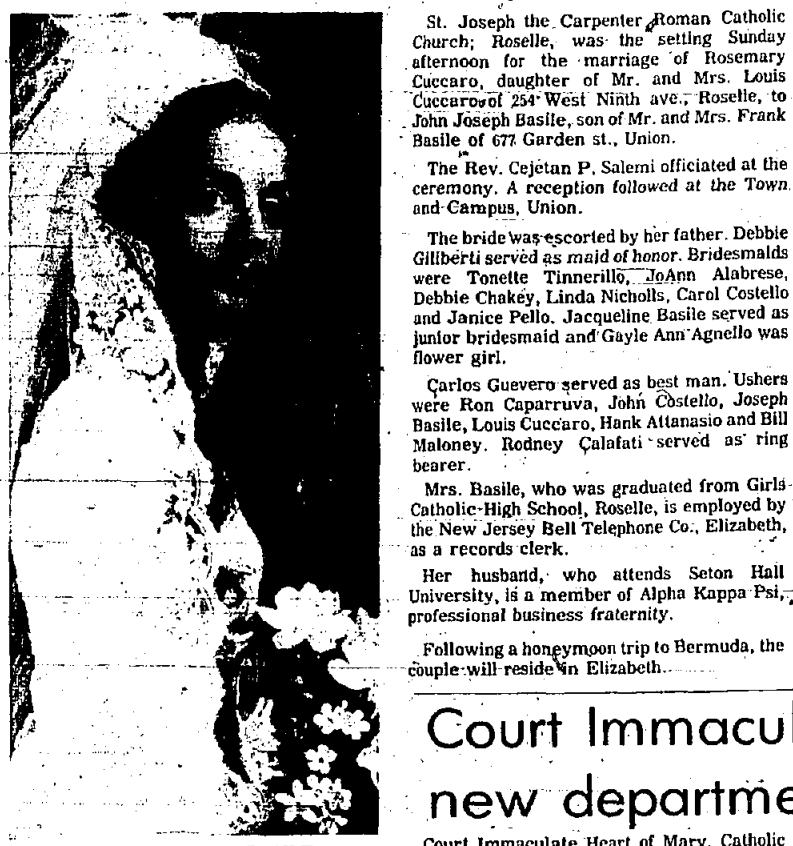 St. Joseph the Carpenter Roman Catholic
Church; Roselle, was the setting Sunday
afternoon for the marriage of Rosemary
Cuccaro, daughter of Mr. and Mrs. Louis
Cuccaro of 254 West Ninth ave., Roselle, to
John Joseph Basile, son of Mr. and Mrs. Frank
Basile of 677 Garden st., Union.
The Rev. Cejetan P. Salemi officiated at the
ceremony. A reception followed at the Town
and Campus, Union.
The bride was escorted by her father. Debbie
Giliberti served as maid of honor. Bridesmaids
were Tonette Tinnerillo, JoAnn Alabrese,
Debbie Chakey, Linda Nicholls, Carol Costello
and Janice Pello. Jacqueline Basile served as
junior bridesmaid and Gayle Ann Agnello was
flower girl.
Carlos Guevero served as best man. Ushers
were Ron Caparruva, John Costello, Joseph
Basile, Louis Cuccaro, Hank Attanasio and Bill
Maloney. Rodney Calafati served as ring
bearer.
Mrs. Basile, who was graduated from Girls
Catholic High School, Roselle, is employed by
the New Jersey Bell Telephone Co., Elizabeth,
as a records clerk.
Her husband, who attends Seton Hall
University, is a member of Alpha Kappa Psi,
professional business fraternity.
Following a honeymoon trip to Bermuda, the
couple will reside in Elizabeth.
Court Immacul
new departme
Court Immaculate Heart of Mary, Catholic